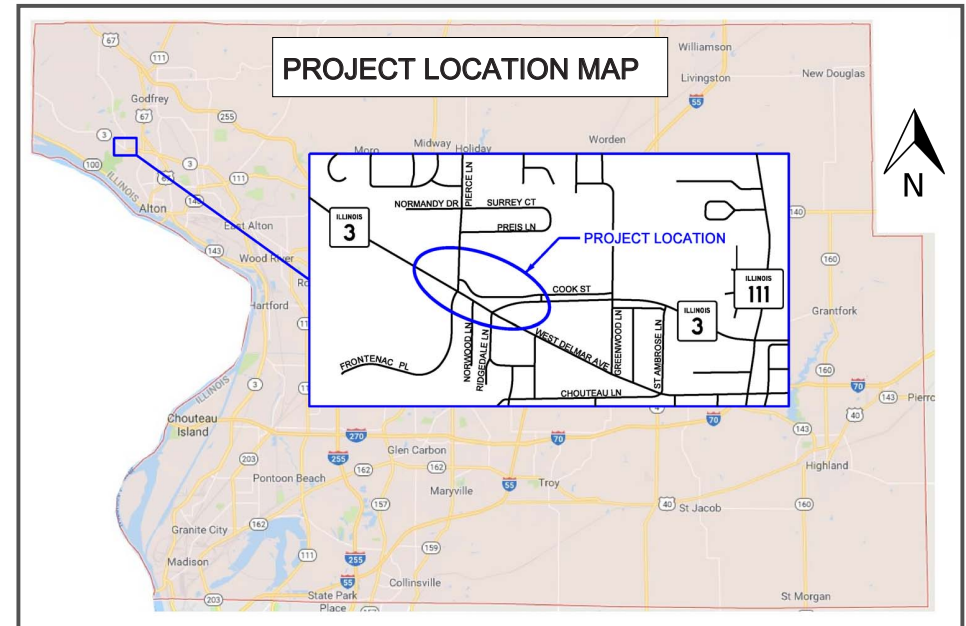 PROJECT LOCATION MAP
67
111
Williamson
Livingston
New Douglas
55
Godfrey
67
255
3
3
100
111
Moro
Midway
Holiday
Worden
ILLINOIS
Alton
East Alton
143
Wood River
Hartford
140
160
N
PIERCE LN
NORMANDY DR
SURREY CT
PREIS LN
ILLINOIS
3
PROJECT LOCATION
COOK ST
ILLINOIS
111
ILLINOIS
3
WEST DELMAR AVE
NORWOOD LN
RIDGEDALE LN
GREENWOOD LN
ST AMBROSE LN
FRONTENAC PL
CHOUTEAU LN
Grantfork
160
70
143
40
ILLINOIS
3
Chouteau
Island
270
255
203
162
Glen Carbon
162
70
70
143
Highland
Pontoon Beach
Maryville
55
Troy
157
40
St Jacob
160
Granite City
162
159
111
Madison
255
55
Collinsville
203
State Park
Place
St Morgan